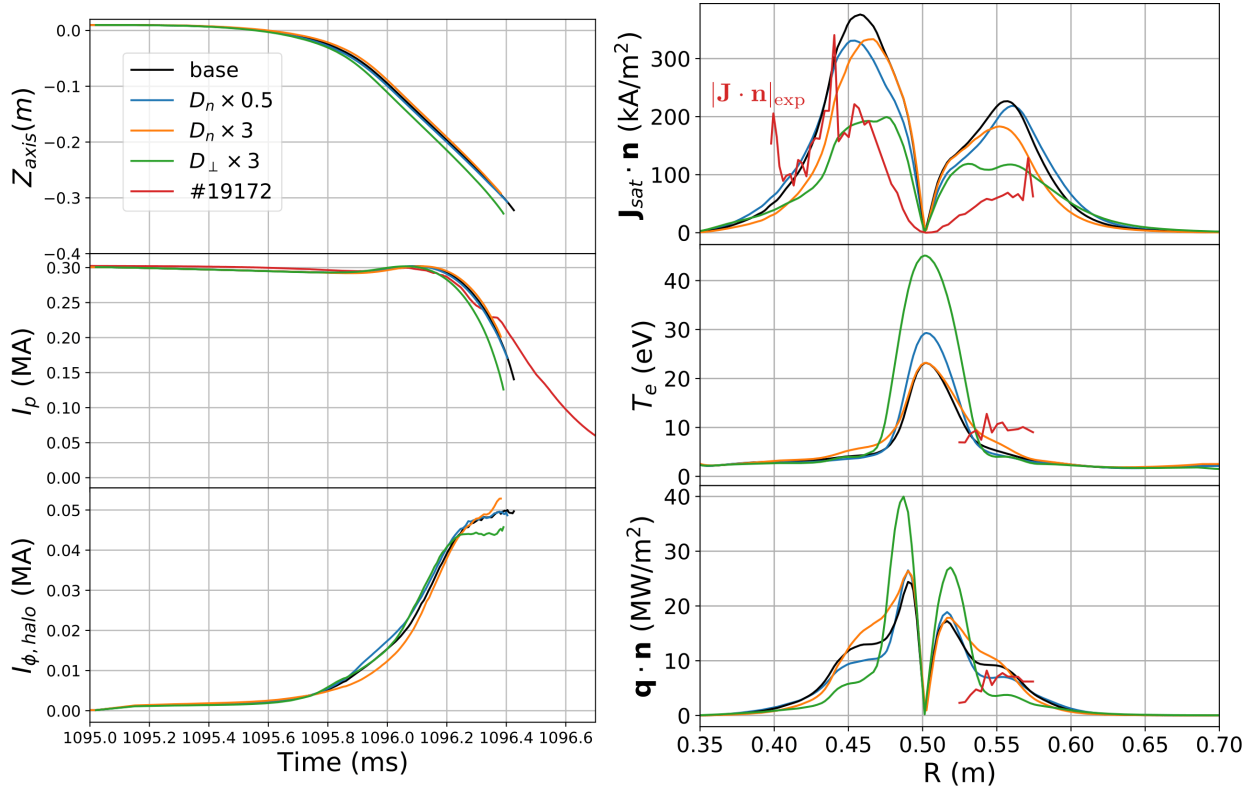 0.0
−0.1
−0.2
−0.3
−0.4
Z_axis(m)
base
D_n × 0.5
D_n × 3
D_⊥ × 3
#19172
0.30
0.25
0.20
0.15
0.10
0.05
0.00
I_p (MA)
0.05
0.04
0.03
0.02
0.01
0.00
I_ϕ, halo (MA)
1095.0 1095.2 1095.4 1095.6 1095.8 1096.0 1096.2 1096.4 1096.6
Time (ms)
300
200
100
0
J_sat · n (kA/m²)
|J · n|_exp
40
30
20
10
0
T_e (eV)
40
30
20
10
0
q · n (MW/m²)
0.35 0.40 0.45 0.50 0.55 0.60 0.65 0.70
R (m)